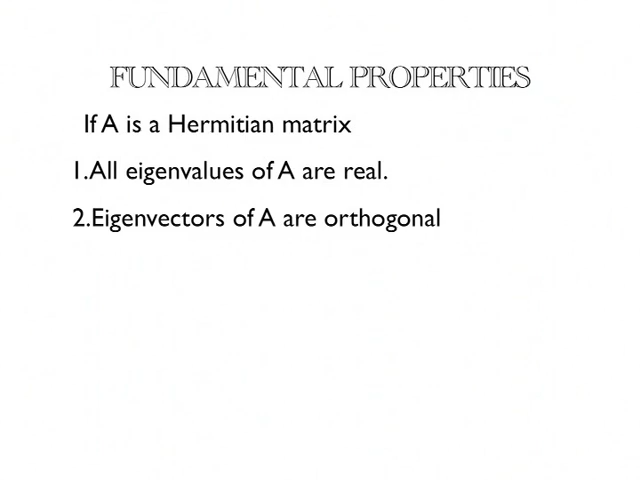 FUNDAMENTAL PROPERTIES
If A is a Hermitian matrix
1.All eigenvalues of A are real.
2.Eigenvectors of A are orthogonal